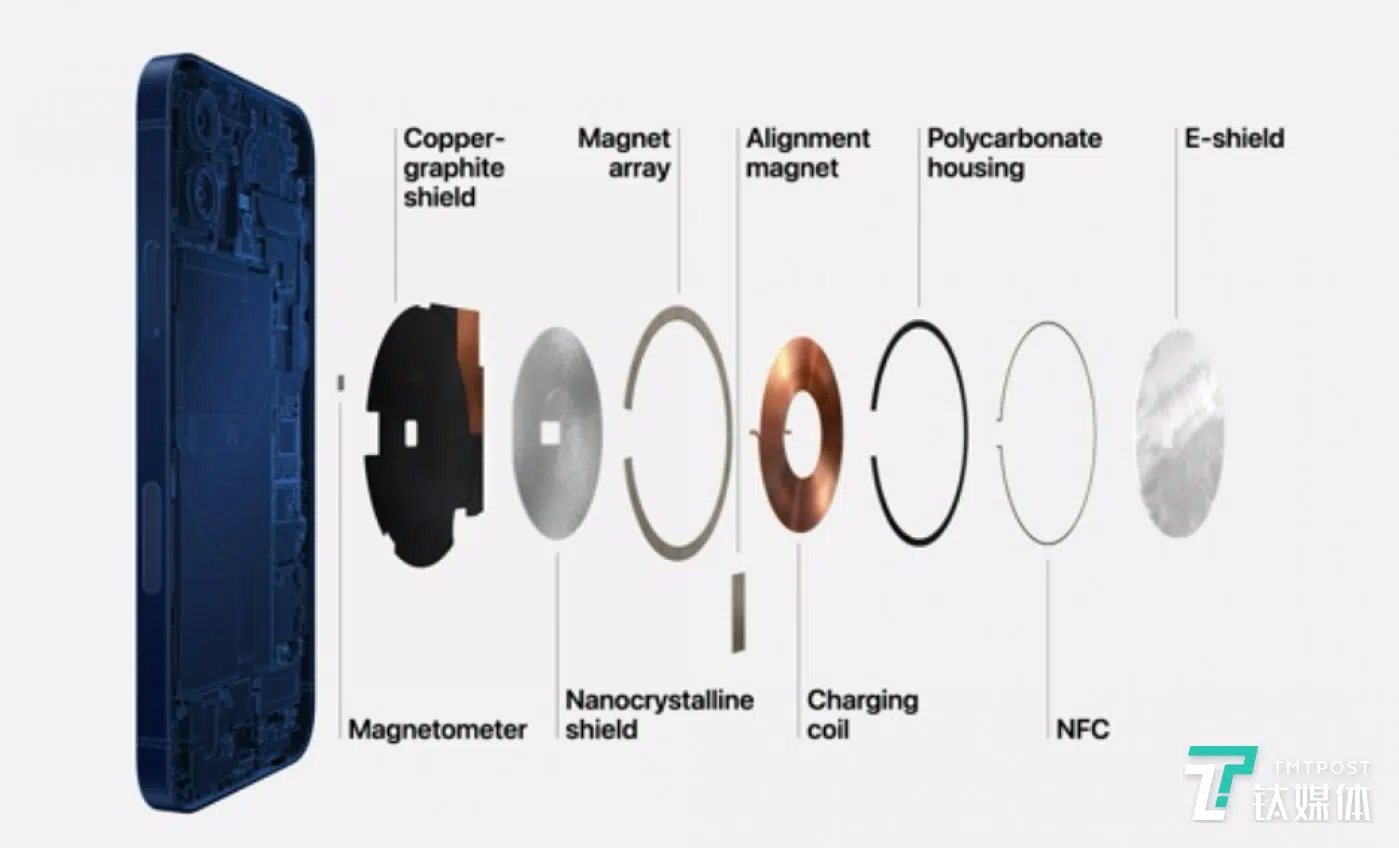 Copper-
graphite
shield
Magnet
array
Alignment
magnet
Polycarbonate
housing
E-shield
Magnetometer
Nanocrystalline
shield
Charging
coil
NFC
TMTPOST
钛媒体